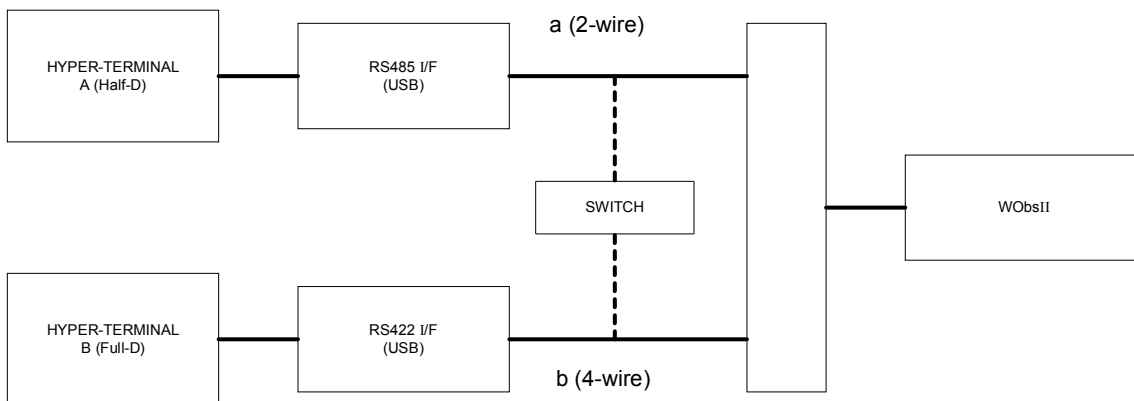 a (2-wire)
HYPER-TERMINAL
A (Half-D)
RS485 I/F
(USB)
SWITCH
WObsII
HYPER-TERMINAL
B (Full-D)
RS422 I/F
(USB)
b (4-wire)